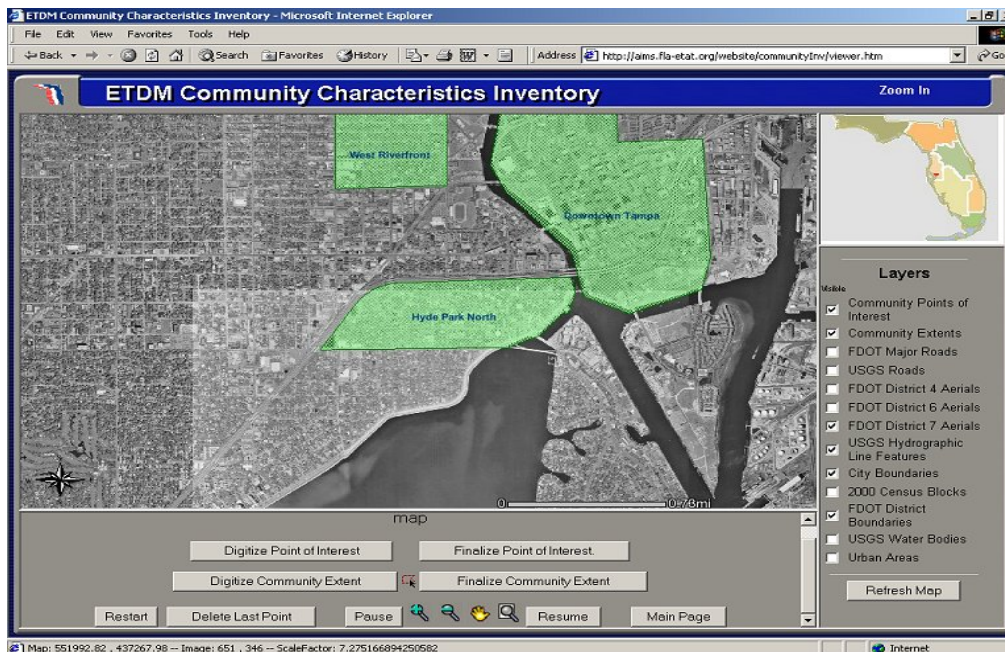 ETDM Community Characteristics Inventory - Microsoft Internet Explorer
File Edit View Favorites Tools Help
Back Search Favorites History Address http://aims.fla-etat.org/website/communityInv/viewer.htm Go
ETDM Community Characteristics Inventory
Zoom In
West Riverfront
Downtown Tampa
Hyde Park North
0 0.78mi
Layers
Visible
Community Points of
Interest
Community Extents
FDOT Major Roads
USGS Roads
FDOT District 4 Aerials
FDOT District 6 Aerials
FDOT District 7 Aerials
USGS Hydrographic
Line Features
City Boundaries
2000 Census Blocks
FDOT District
Boundaries
USGS Water Bodies
Urban Areas
Refresh Map
map
Digitize Point of Interest Finalize Point of Interest.
Digitize Community Extent Finalize Community Extent
Restart Delete Last Point Pause Resume Main Page
Map: 551992.82 , 437267.98 -- Image: 651 , 346 -- ScaleFactor: 7.275166894250582 Internet